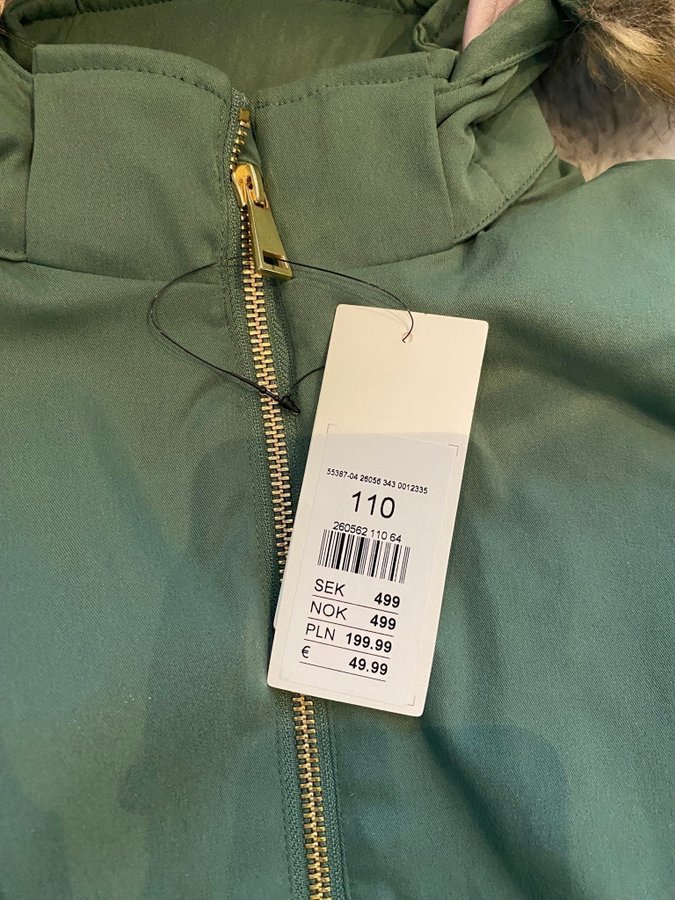 55387-04 26056 343 0012335
110
260562 110 64
SEK 499
NOK 499
PLN 199.99
€ 49.99